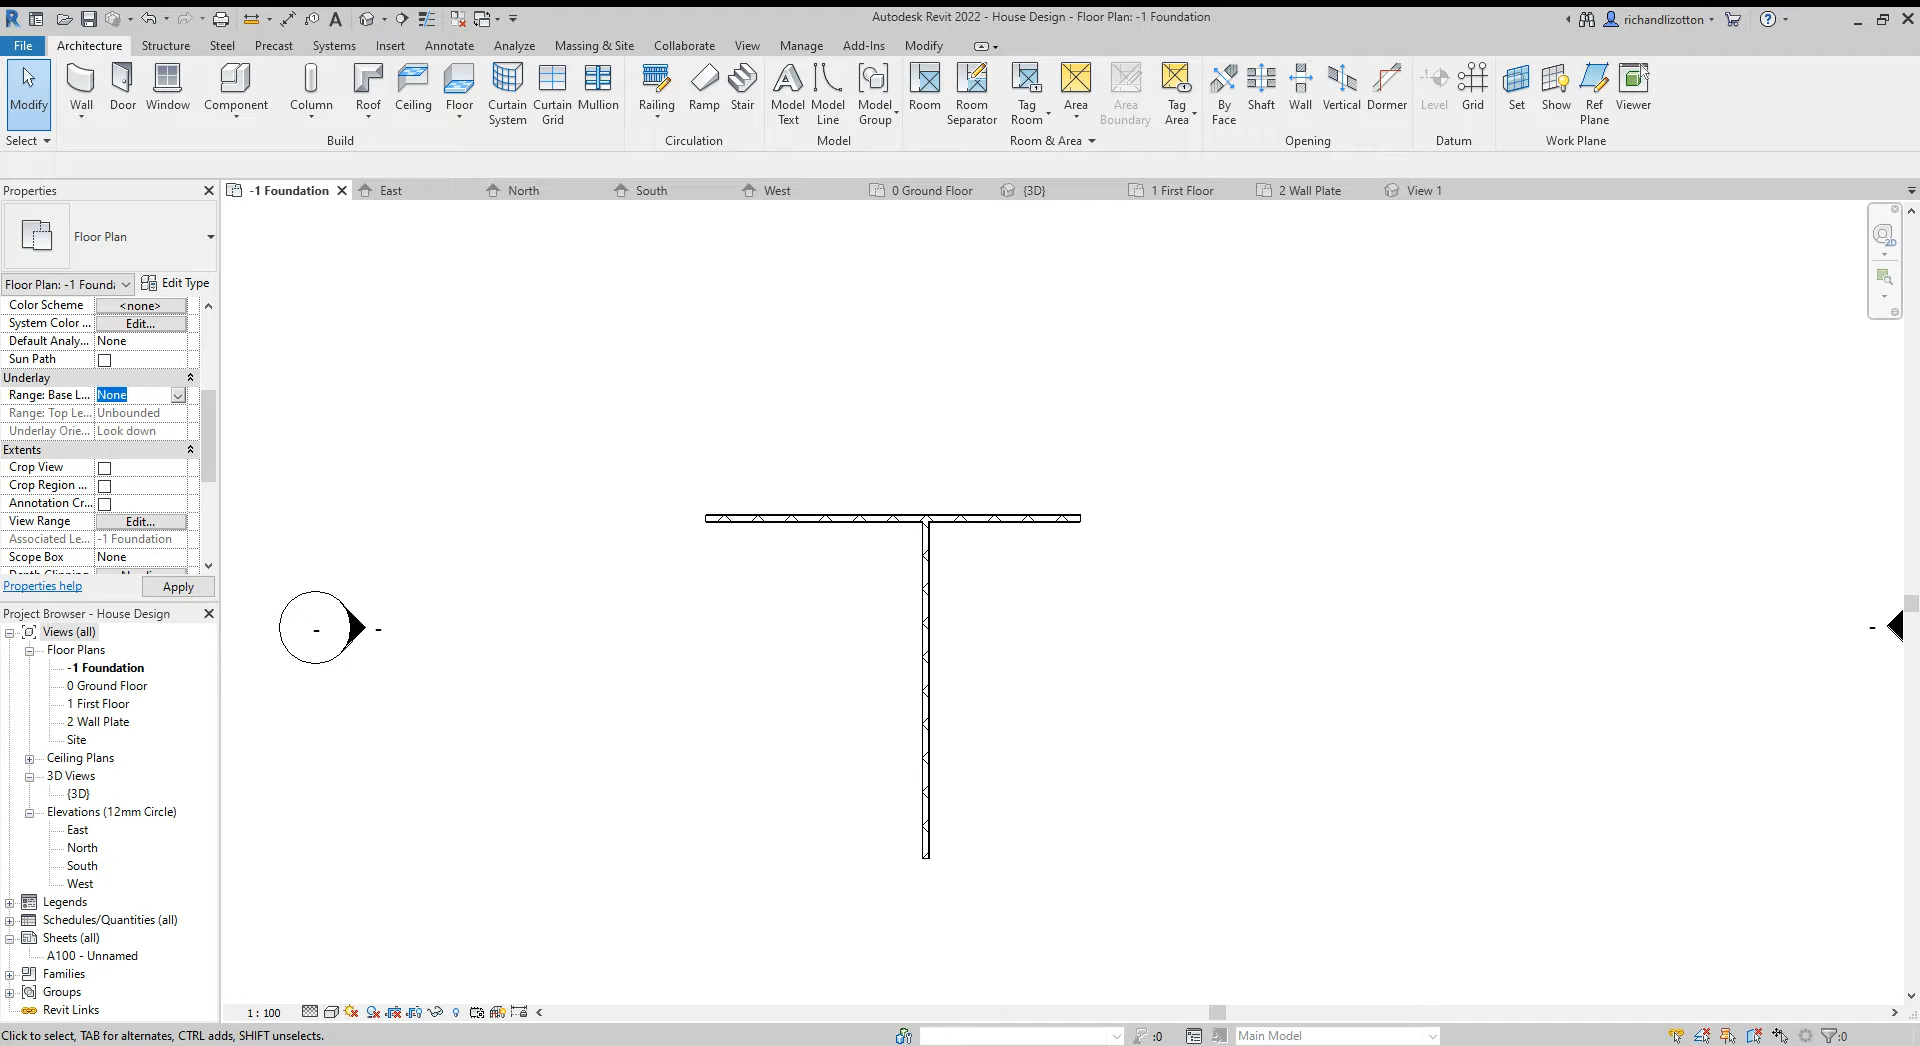 Autodesk Revit 2022 - House Design - Floor Plan: -1 Foundation
richandlizotton
File Architecture Structure Steel Precast Systems Insert Annotate Analyze Massing & Site Collaborate View Manage Add-Ins Modify
Modify Wall Door Window Component Column Roof Ceiling Floor Curtain System Curtain Grid Mullion Railing Ramp Stair Model Text Model Line Model Group Room Room Separator Tag Room Area Area Boundary Tag Area By Face Shaft Wall Vertical Dormer Level Grid Set Show Ref Plane Viewer
Select Build Circulation Model Room & Area Opening Datum Work Plane
Properties
-1 Foundation East North South West 0 Ground Floor {3D} 1 First Floor 2 Wall Plate View 1
Floor Plan
Floor Plan: -1 Founda Edit Type
Color Scheme <none>
System Color ... Edit...
Default Analy... None
Sun Path
Underlay
Range: Base L... None
Range: Top Le... Unbounded
Underlay Orie... Look down
Extents
Crop View
Crop Region ...
Annotation Cr...
View Range Edit...
Associated Le... -1 Foundation
Scope Box None
Properties help Apply
Project Browser - House Design
Views (all)
Floor Plans
-1 Foundation
0 Ground Floor
1 First Floor
2 Wall Plate
Site
Ceiling Plans
3D Views
{3D}
Elevations (12mm Circle)
East
North
South
West
Legends
Schedules/Quantities (all)
Sheets (all)
A100 - Unnamed
Families
Groups
Revit Links
- -
-
2D
1 : 100
Click to select, TAB for alternates, CTRL adds, SHIFT unselects.
:0
Main Model
:0